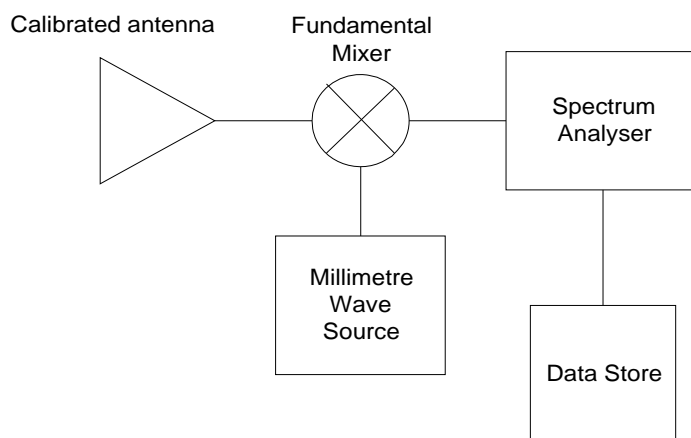 Calibrated antenna
Fundamental
Mixer
Spectrum
Analyser
Millimetre
Wave
Source
Data Store